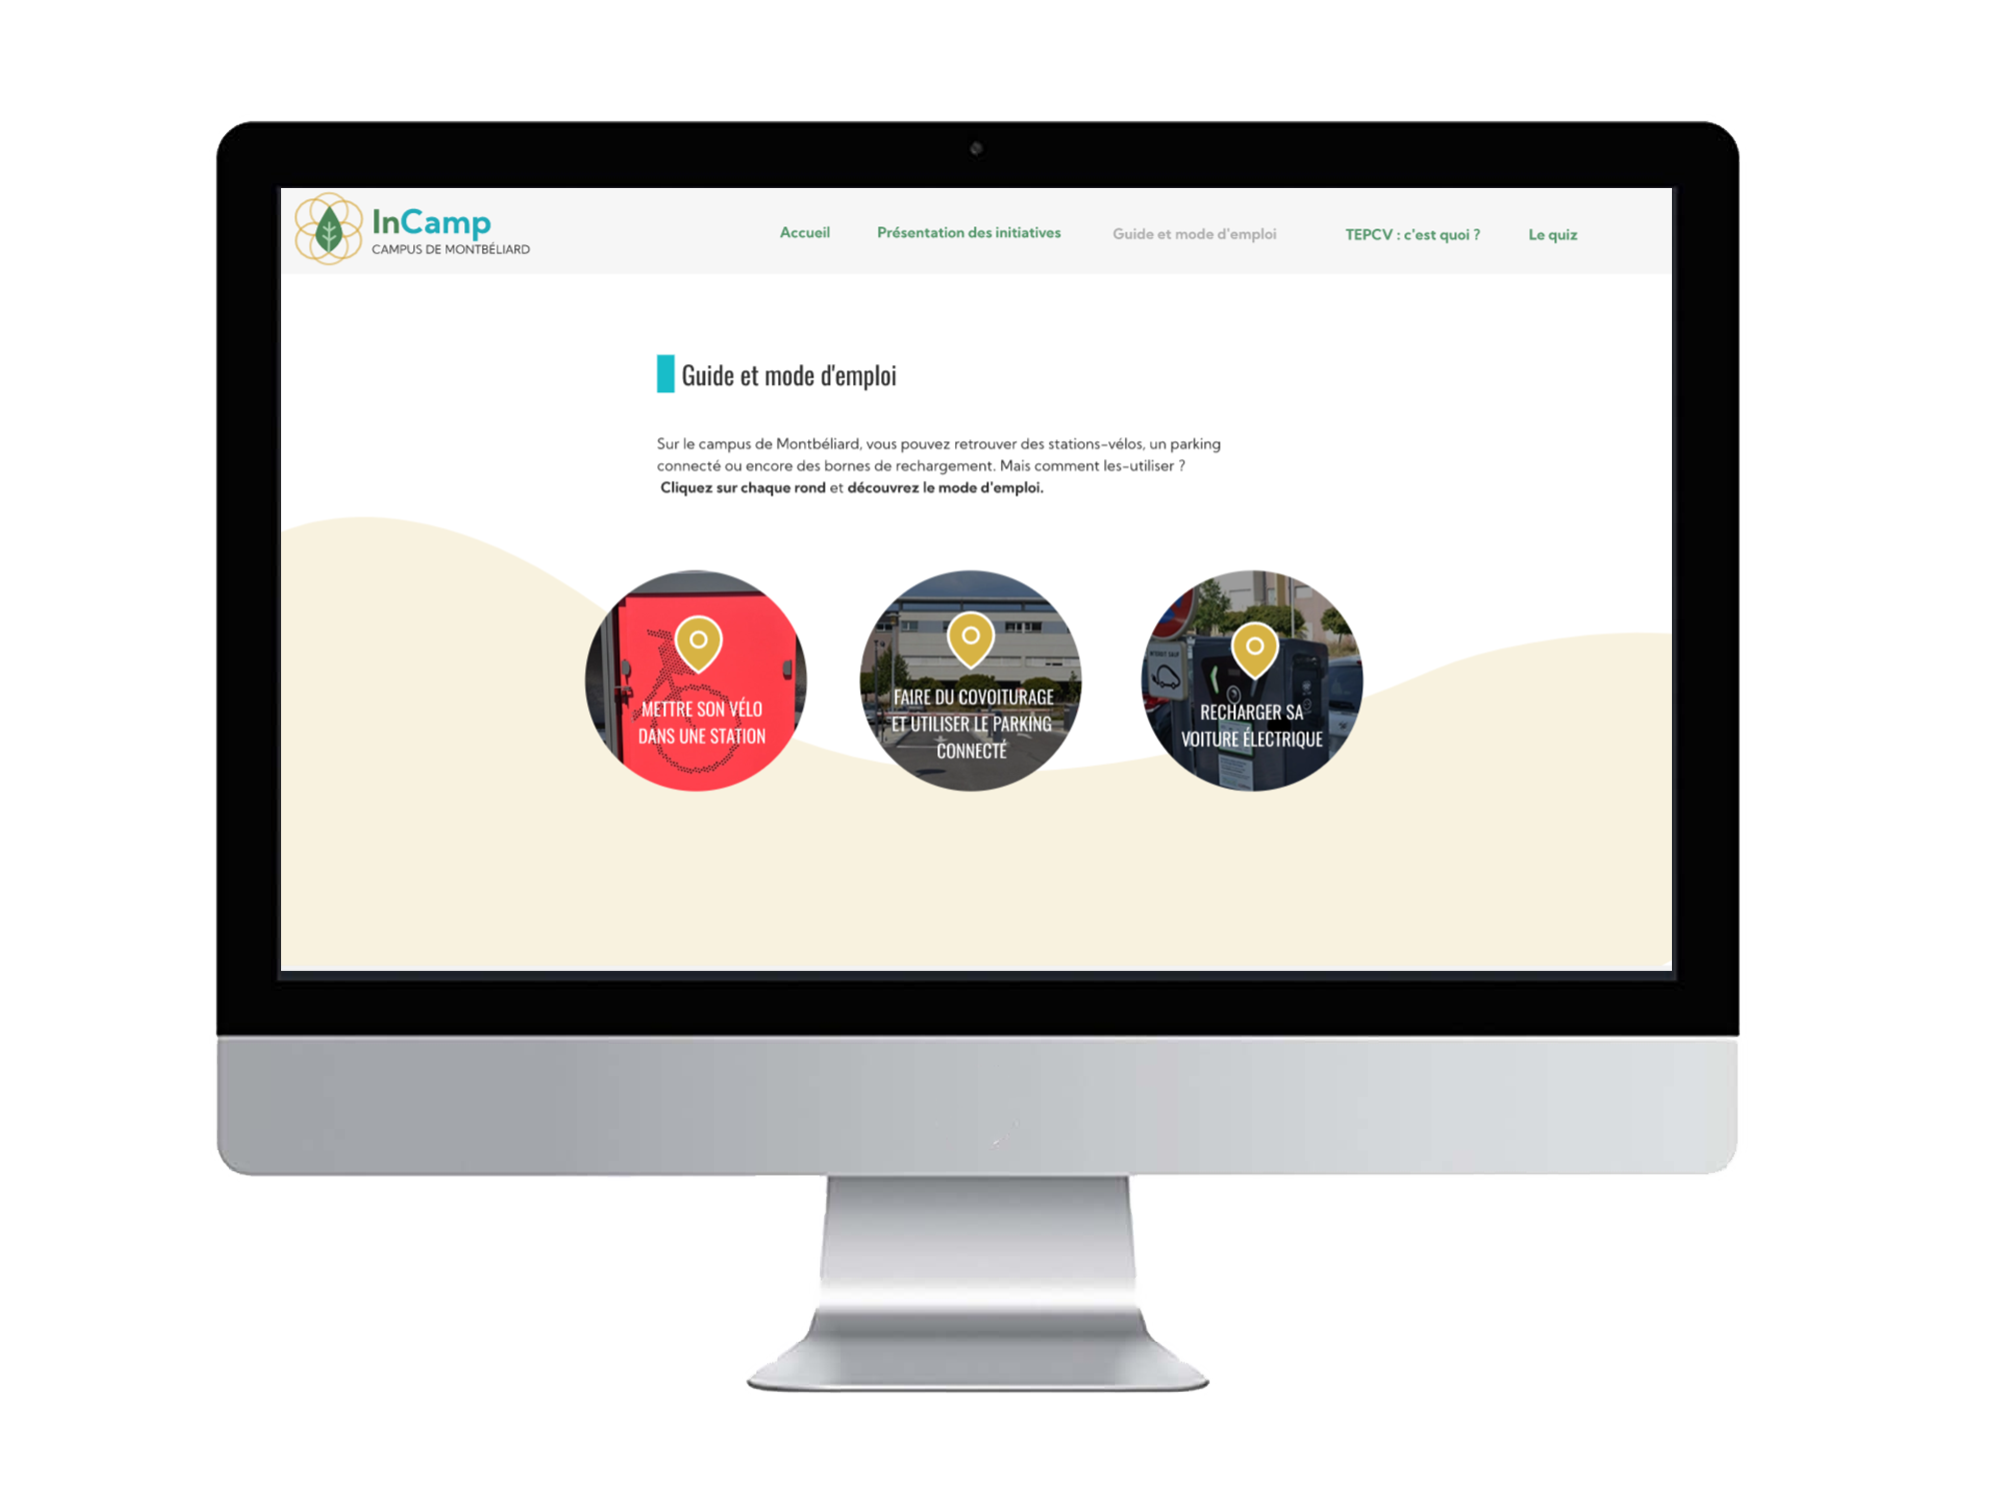 InCamp
CAMPUS DE MONTBÉLIARD
Accueil
Présentation des initiatives
Guide et mode d'emploi
TEPCV : c'est quoi ?
Le quiz
Guide et mode d'emploi
Sur le campus de Montbéliard, vous pouvez retrouver des stations-vélos, un parking
connecté ou encore des bornes de rechargement. Mais comment les-utiliser ?
Cliquez sur chaque rond et découvrez le mode d'emploi.
METTRE SON VÉLO
DANS UNE STATION
FAIRE DU COVOITURAGE
ET UTILISER LE PARKING
CONNECTÉ
RECHARGER SA
VOITURE ÉLECTRIQUE